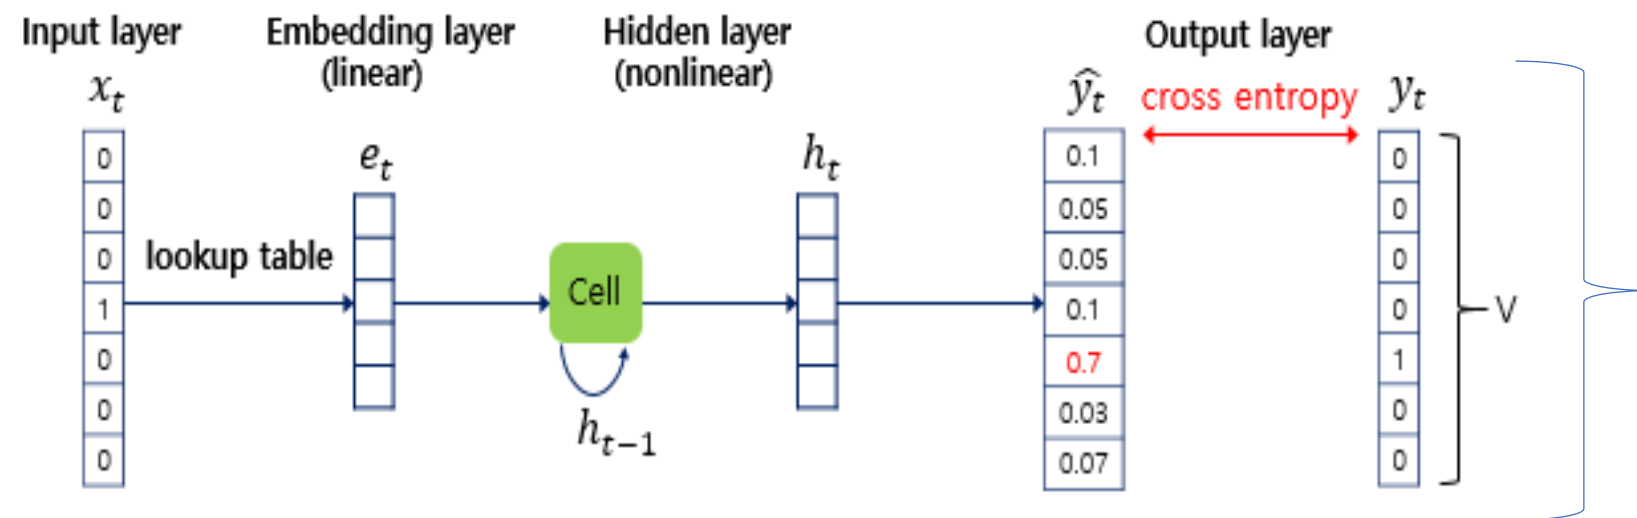 Input layer
Embedding layer
(linear)
Hidden layer
(nonlinear)
Output layer
x_t
e_t
h_t
\hat{y_t}
cross entropy
y_t
0
0
0
1
0
0
0
lookup table
Cell
h_{t-1}
0.1
0.05
0.05
0.1
0.7
0.03
0.07
0
0
0
0
1
0
0
V